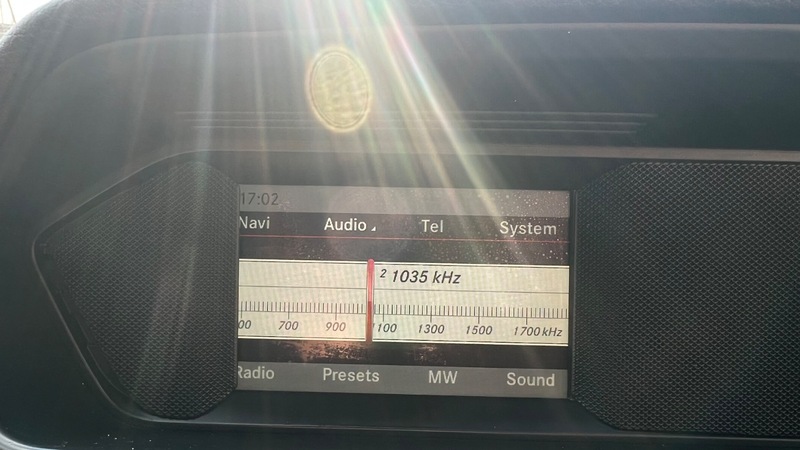 17:02
Navi Audio Tel System
2 1035 kHz
00 700 900 1100 1300 1500 1700 kHz
Radio Presets MW Sound